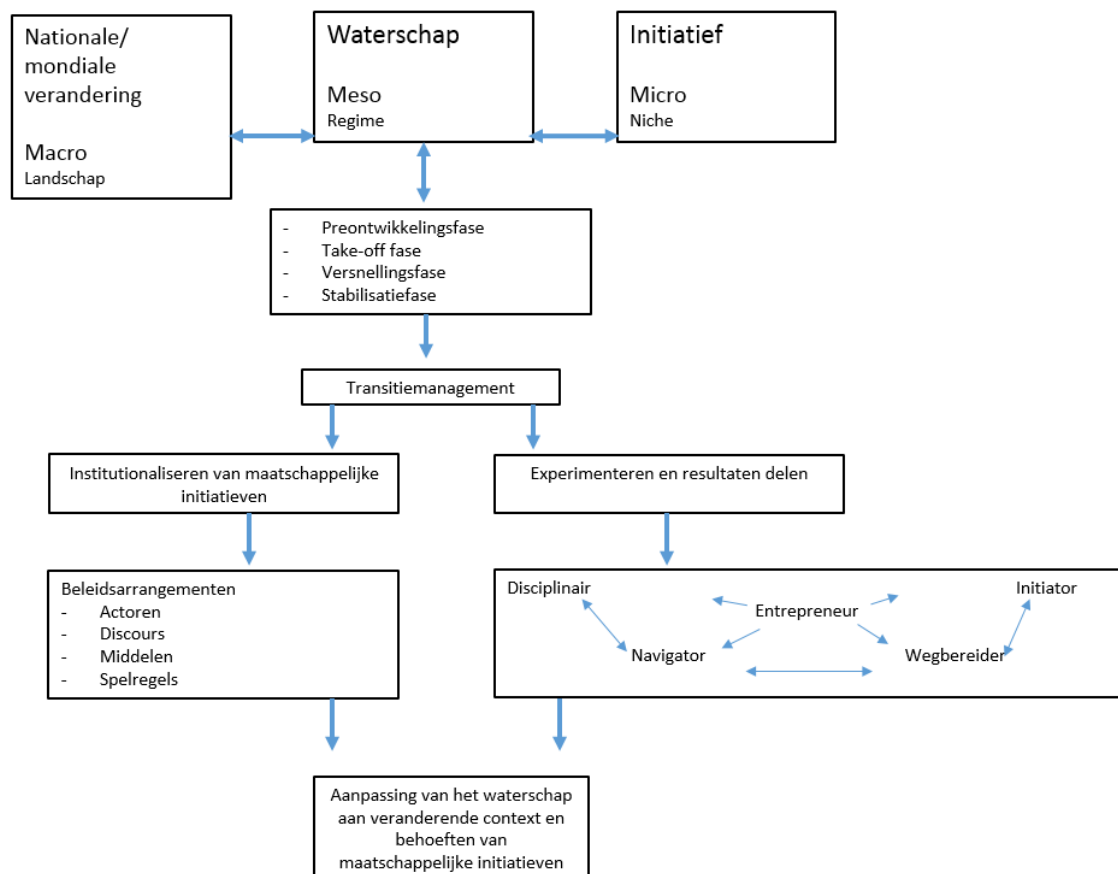 Nationale/
mondiale
verandering
Macro
Landschap
Waterschap
Meso
Regime
Initiatief
Micro
Niche
- Preontwikkelingsfase
- Take-off fase
- Versnellingsfase
- Stabilisatiefase
Transitiemanagement
Institutionaliseren van maatschappelijke
initiatieven
Experimenteren en resultaten delen
Beleidsarrangementen
- Actoren
- Discours
- Middelen
- Spelregels
Disciplinair
Initiator
Entrepreneur
Navigator
Wegbereider
Aanpassing van het waterschap
aan veranderende context en
behoeften van
maatschappelijke initiatieven